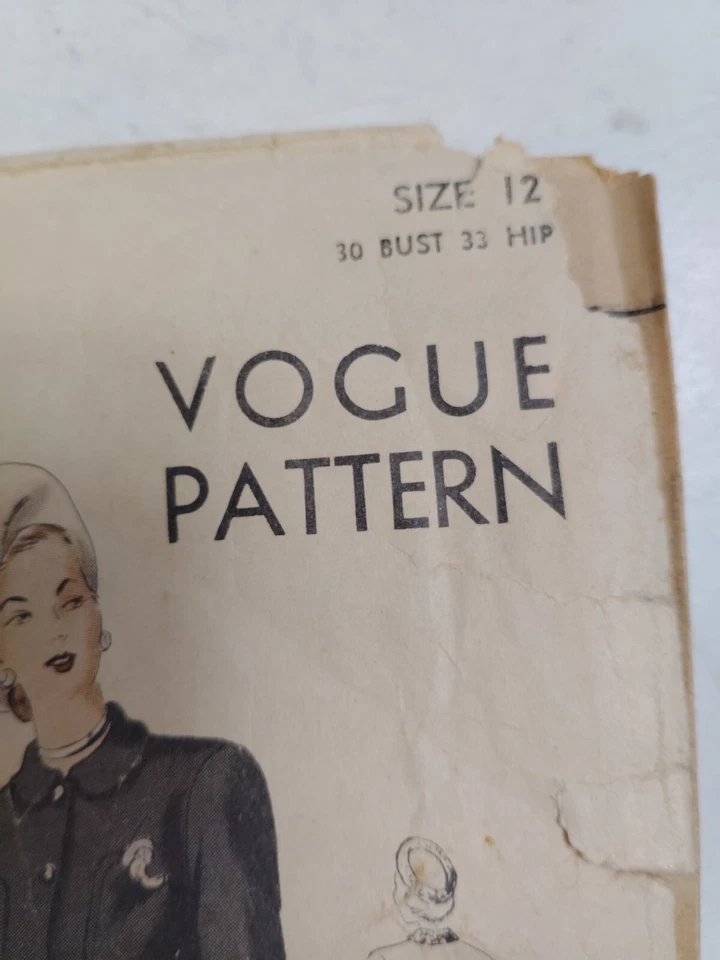 SIZE 12
30 BUST 33 HIP
VOGUE
PATTERN